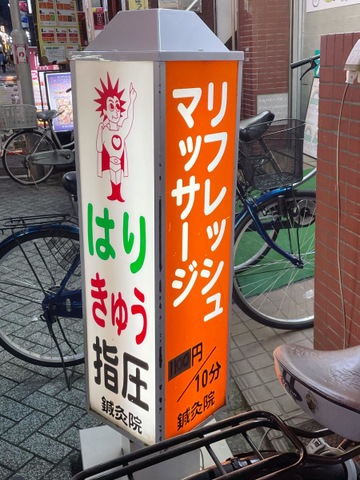 はり
きゅう
指圧
鍼灸院
リフレッシュ
マッサージ
円
/10分
鍼灸院